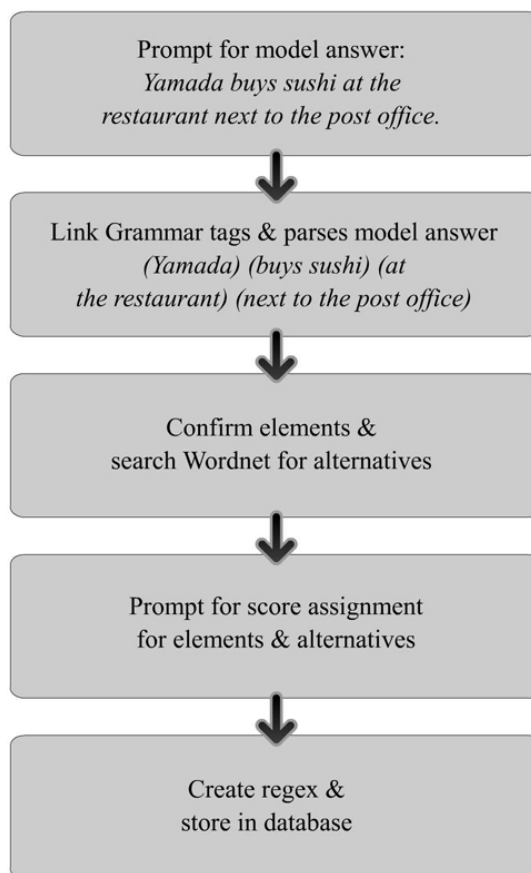 Prompt for model answer:
Yamada buys sushi at the
restaurant next to the post office.
Link Grammar tags & parses model answer
(Yamada) (buys sushi) (at
the restaurant) (next to the post office)
Confirm elements &
search Wordnet for alternatives
Prompt for score assignment
for elements & alternatives
Create regex &
store in database